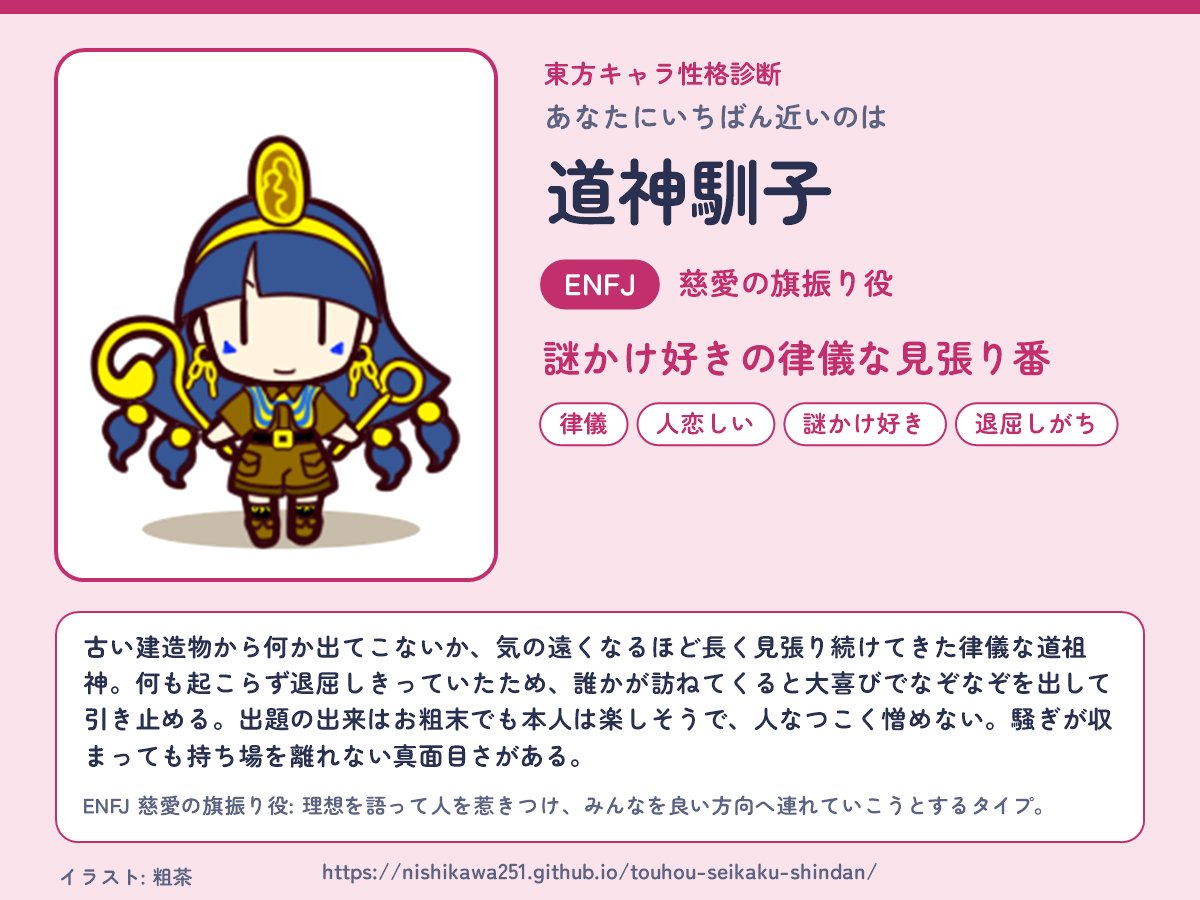 東方キャラ性格診断
あなたにいちばん近いのは
道神馴子
ENFJ 慈愛の旗振り役
謎かけ好きの律儀な見張り番
律儀 人恋しい 謎かけ好き 退屈しがち
古い建造物から何か出てこないか、気の遠くなるほど長く見張り続けてきた律儀な道祖
神。何も起こらず退屈しきっていたため、誰かが訪ねてくると大喜びでなぞなぞを出して
引き止める。出題の出来はお粗末でも本人は楽しそうで、人なつこく憎めない。騒ぎが収
まっても持ち場を離れない真面目さがある。
ENFJ 慈愛の旗振り役: 理想を語って人を惹きつけ、みんなを良い方向へ連れていこうとするタイプ。
イラスト: 粗茶 https://nishikawa251.github.io/touhou-seikaku-shindan/